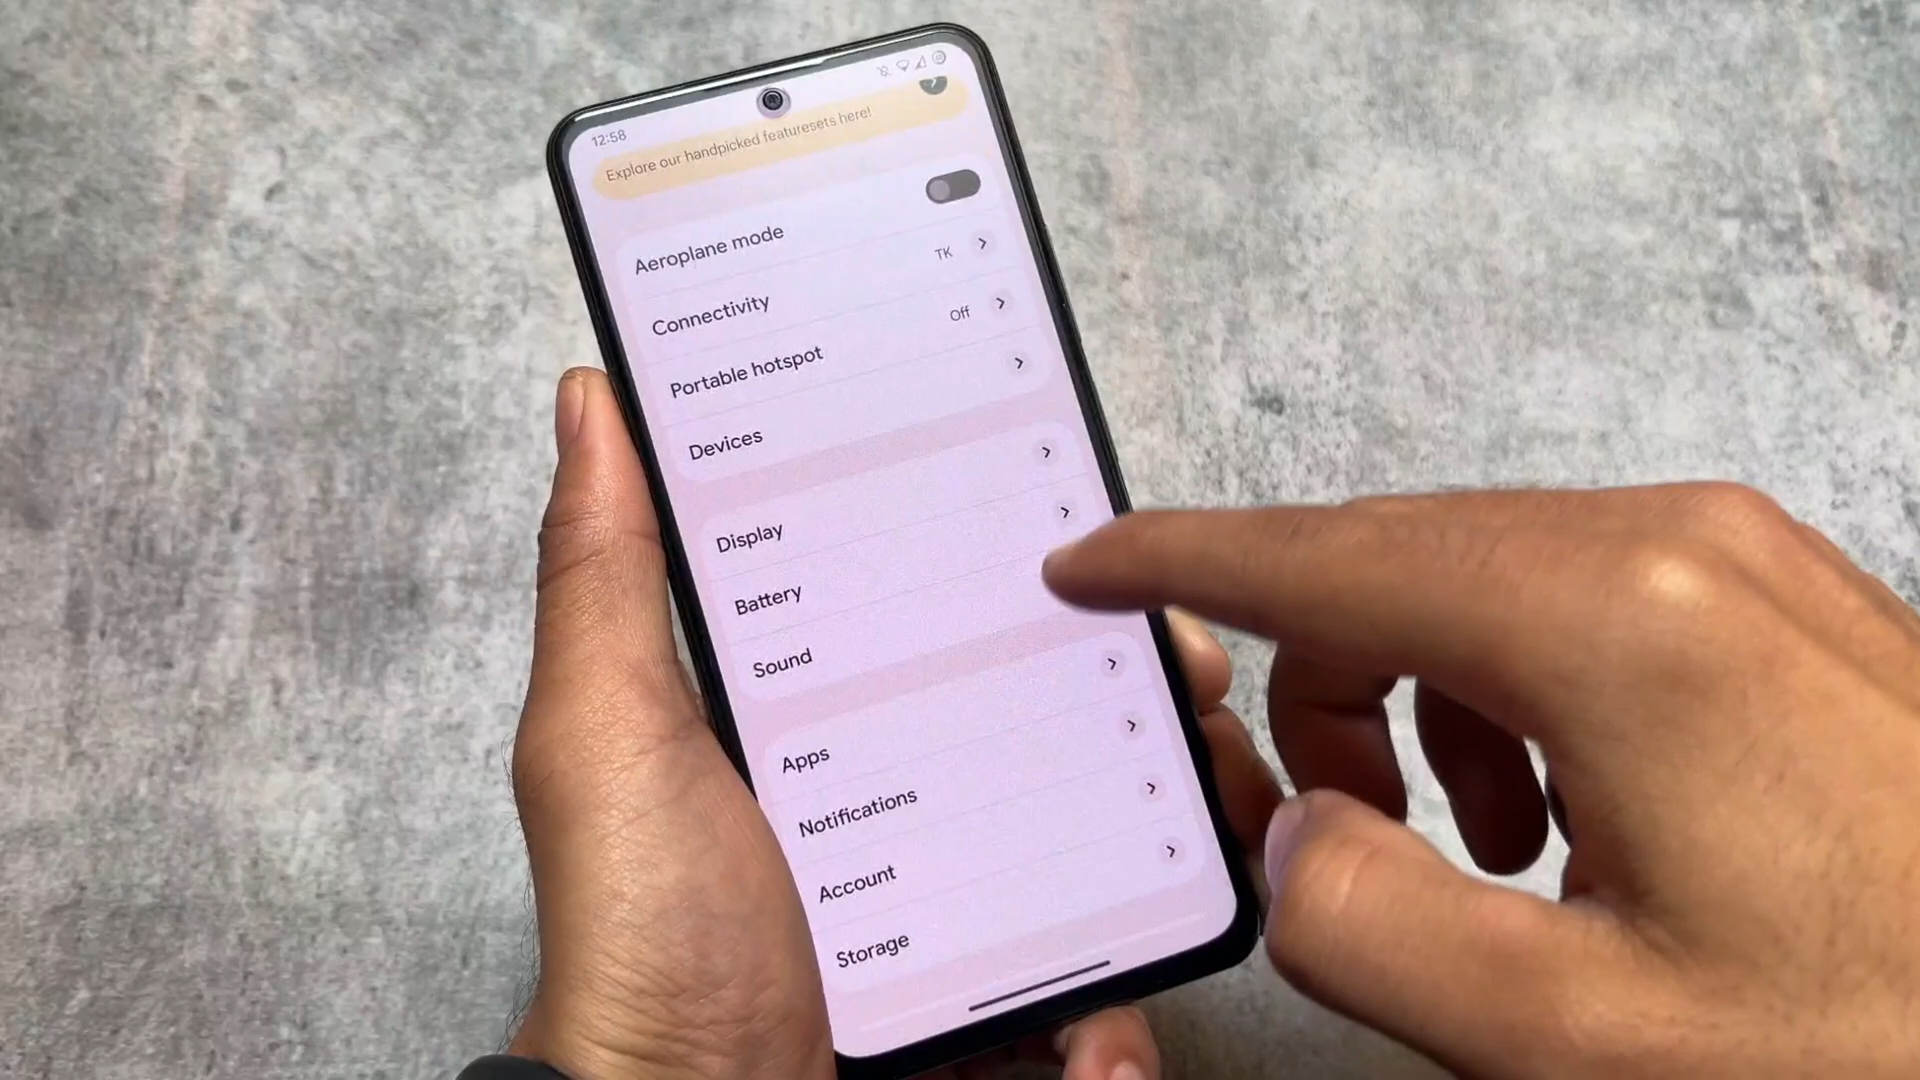 12:58
Explore our handpicked featuresets here!
Aeroplane mode
Connectivity
TK
Portable hotspot
Off
Devices
Display
Battery
Sound
Apps
Notifications
Account
Storage